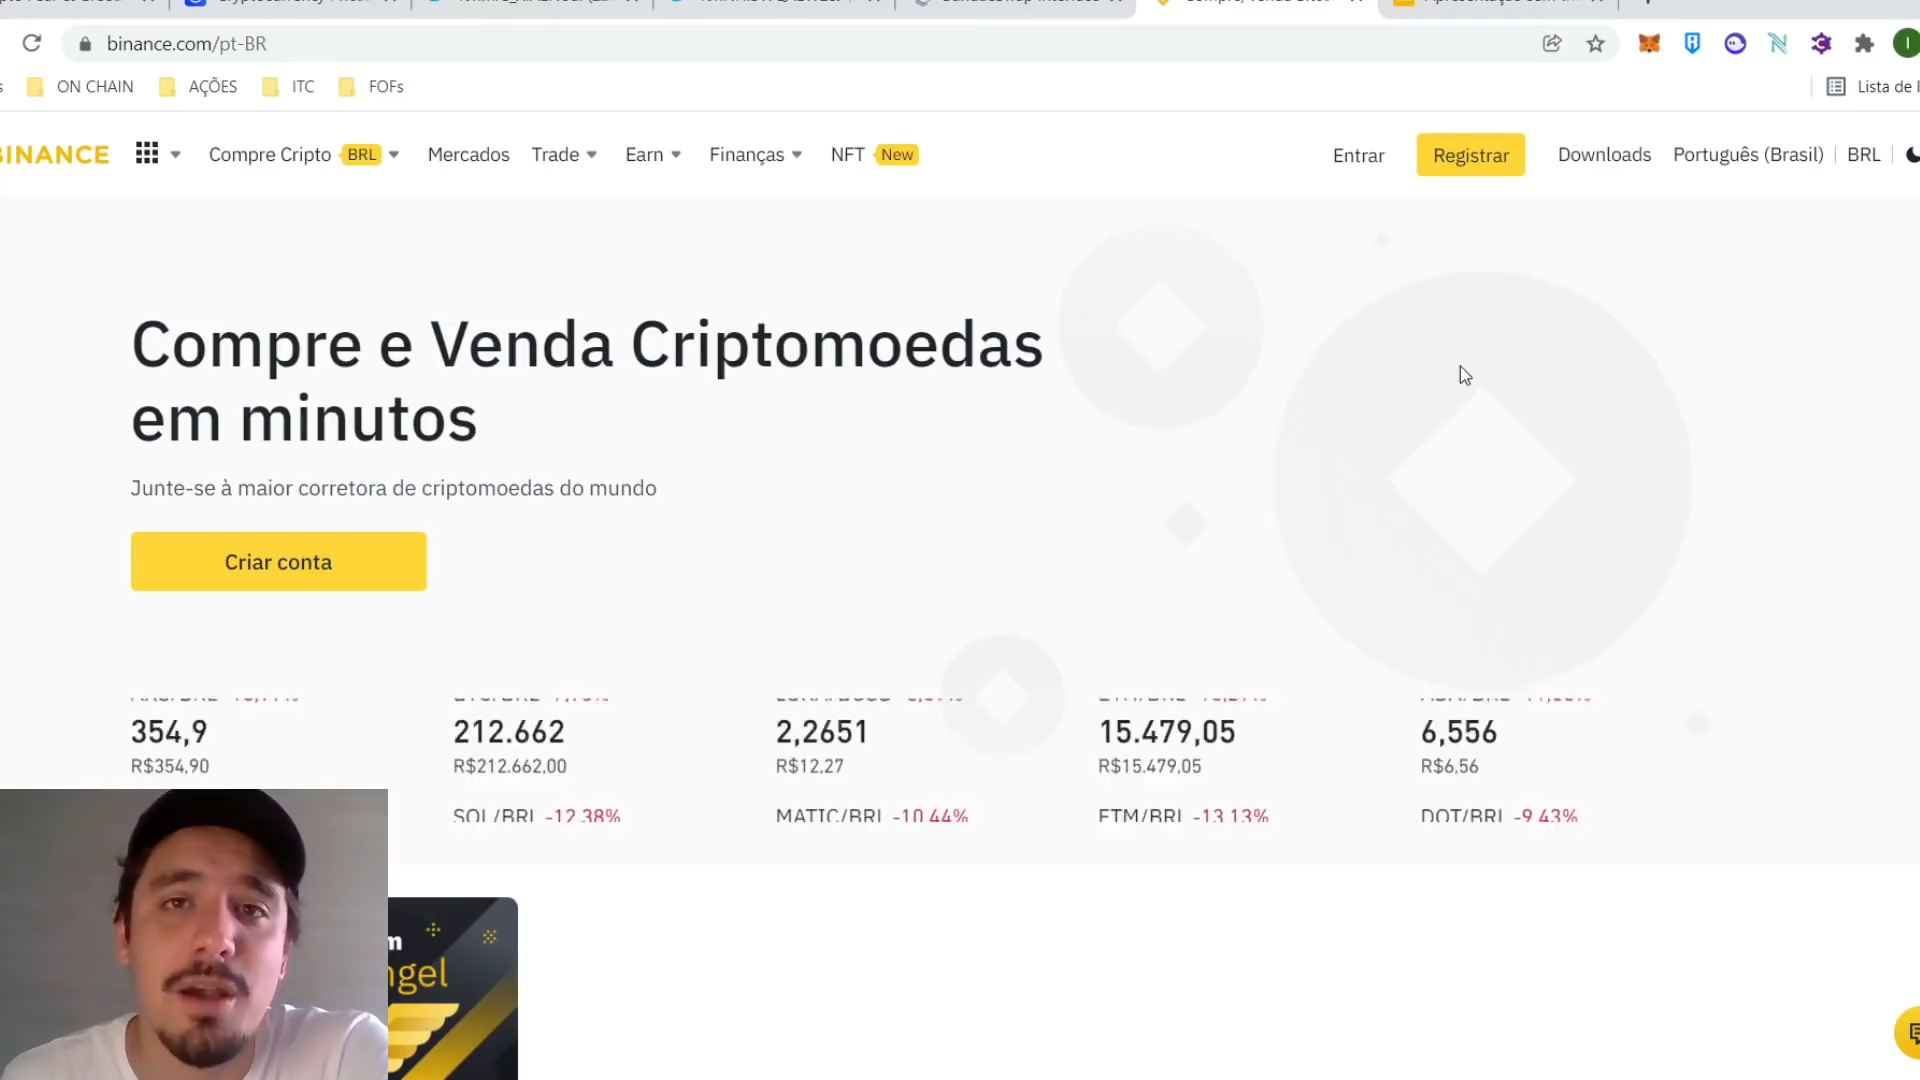 binance.com/pt-BR
ON CHAIN AÇÕES ITC FOFs Lista de
BINANCE Compre Cripto BRL Mercados Trade Earn Finanças NFT New Entrar Registrar Downloads Português (Brasil) BRL
Compre e Venda Criptomoedas
em minutos
Junte-se à maior corretora de criptomoedas do mundo
Criar conta
354,9 212.662 2,2651 15.479,05 6,556
R$354,90 R$212.662,00 R$12,27 R$15.479,05 R$6,56
SOL/BRL -12.38% MATIC/BRL -10.44% FTM/BRL -13.13% DOT/BRL -9.43%